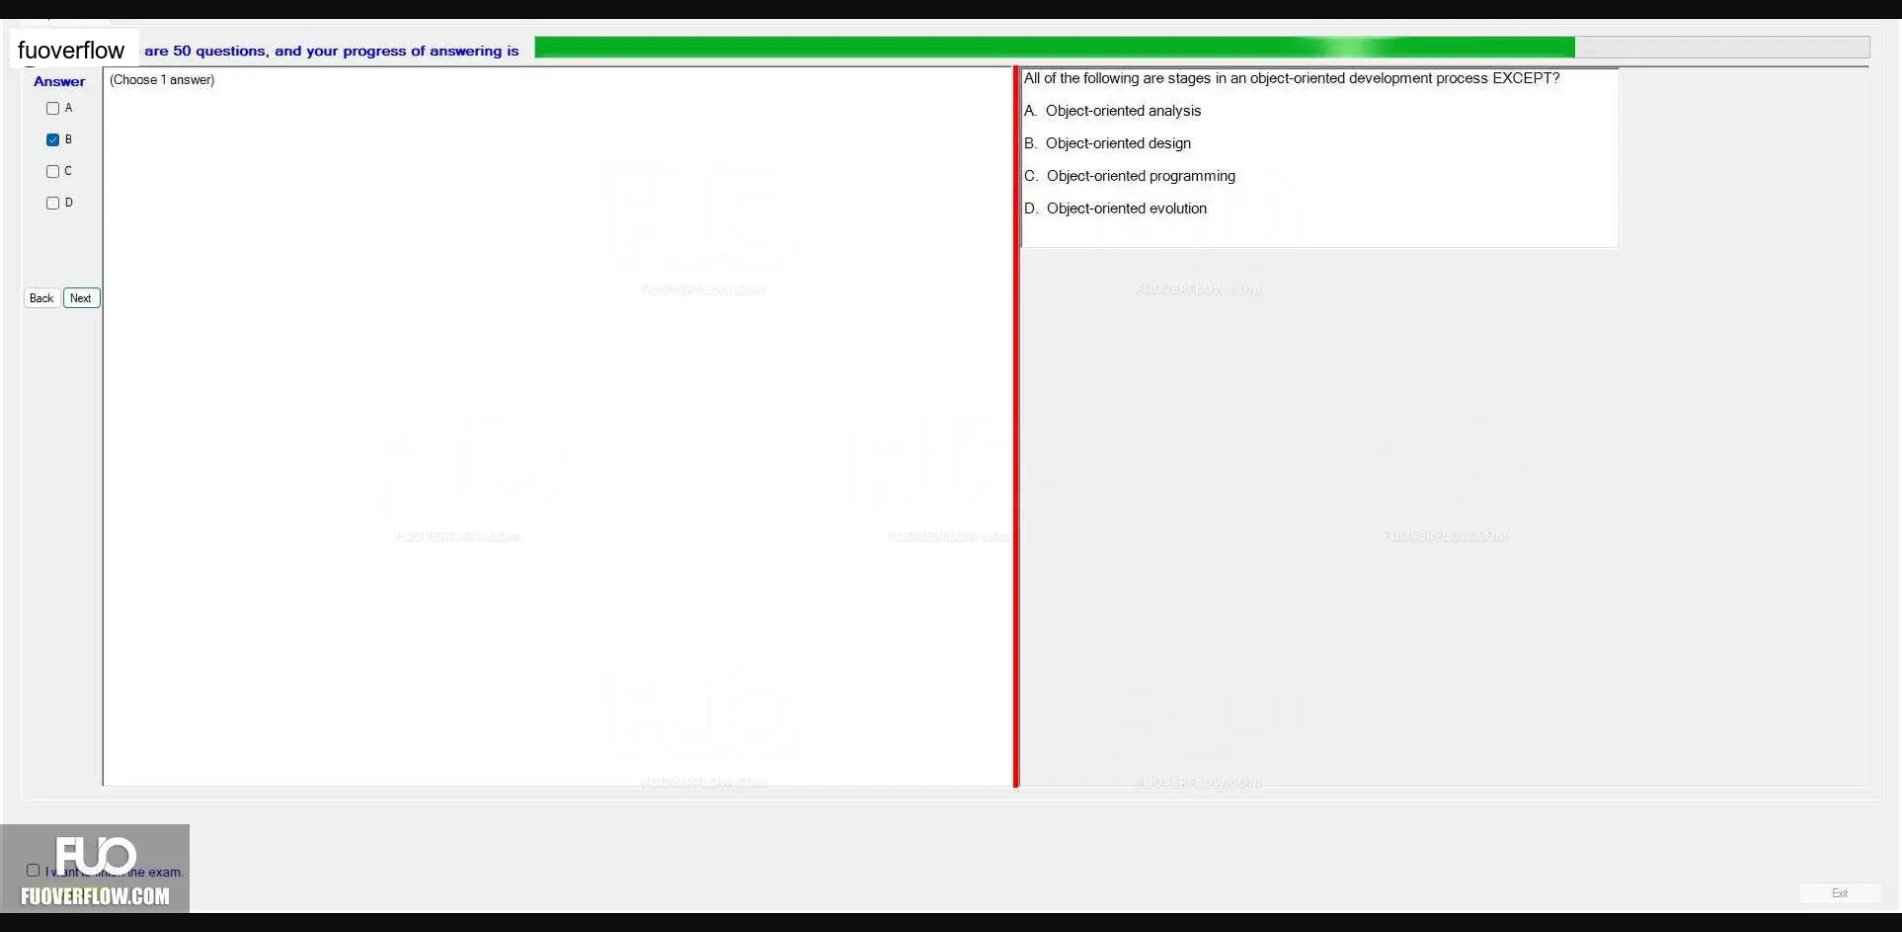 fuoverflow are 50 questions, and your progress of answering is
Answer
(Choose 1 answer)
A
B
C
D
Back Next
All of the following are stages in an object-oriented development process EXCEPT?
A. Object-oriented analysis
B. Object-oriented design
C. Object-oriented programming
D. Object-oriented evolution
FUOVERFLOW.COM FUOVERFLOW.COM
FUOVERFLOW.COM FUOVERFLOW.COM FUOVERFLOW.COM
FUOVERFLOW.COM FUOVERFLOW.COM
FUO
I want to finish the exam.
FUOVERFLOW.COM
Exit